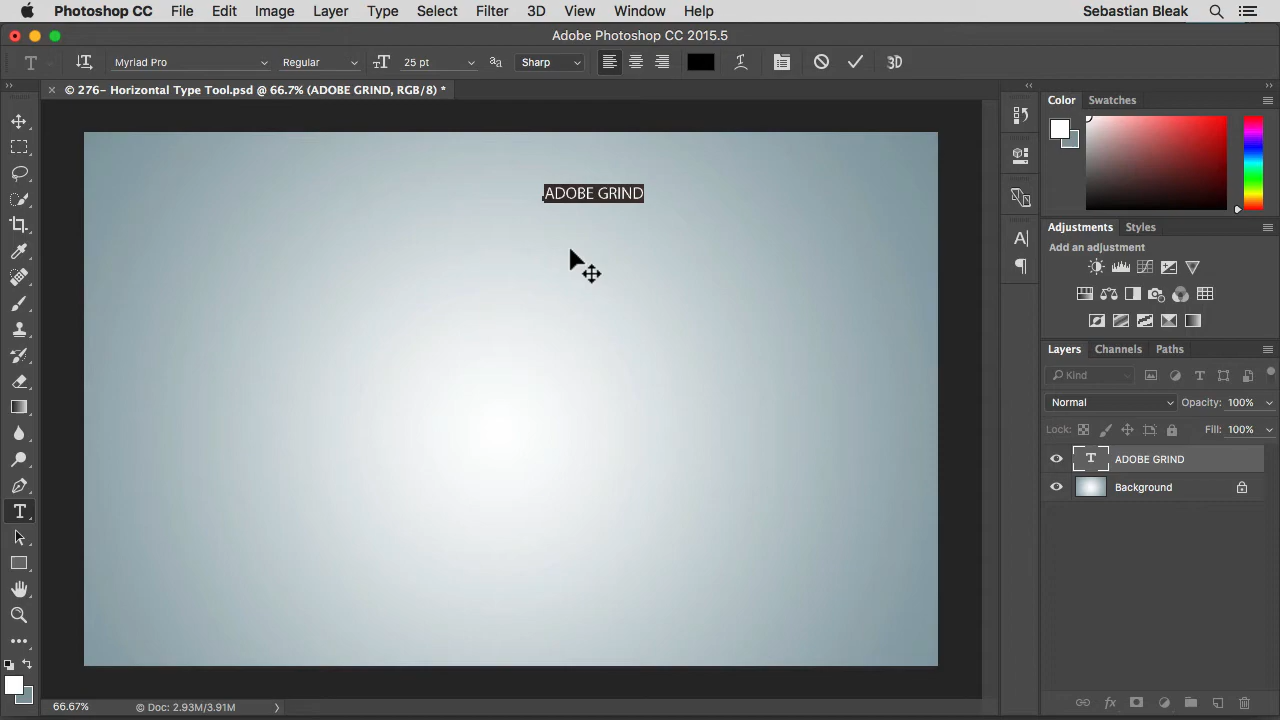 Photoshop CC File Edit Image Layer Type Select Filter 3D View Window Help Sebastian Bleak
Adobe Photoshop CC 2015.5
T Myriad Pro Regular 25 pt aa Sharp 3D
× © 276- Horizontal Type Tool.psd @ 66.7% (ADOBE GRIND, RGB/8) *
Color Swatches
ADOBE GRIND
Adjustments Styles
Add an adjustment
Layers Channels Paths
Kind
Normal Opacity: 100%
Lock: Fill: 100%
T ADOBE GRIND
Background
66.67% © Doc: 2.93M/3.91M